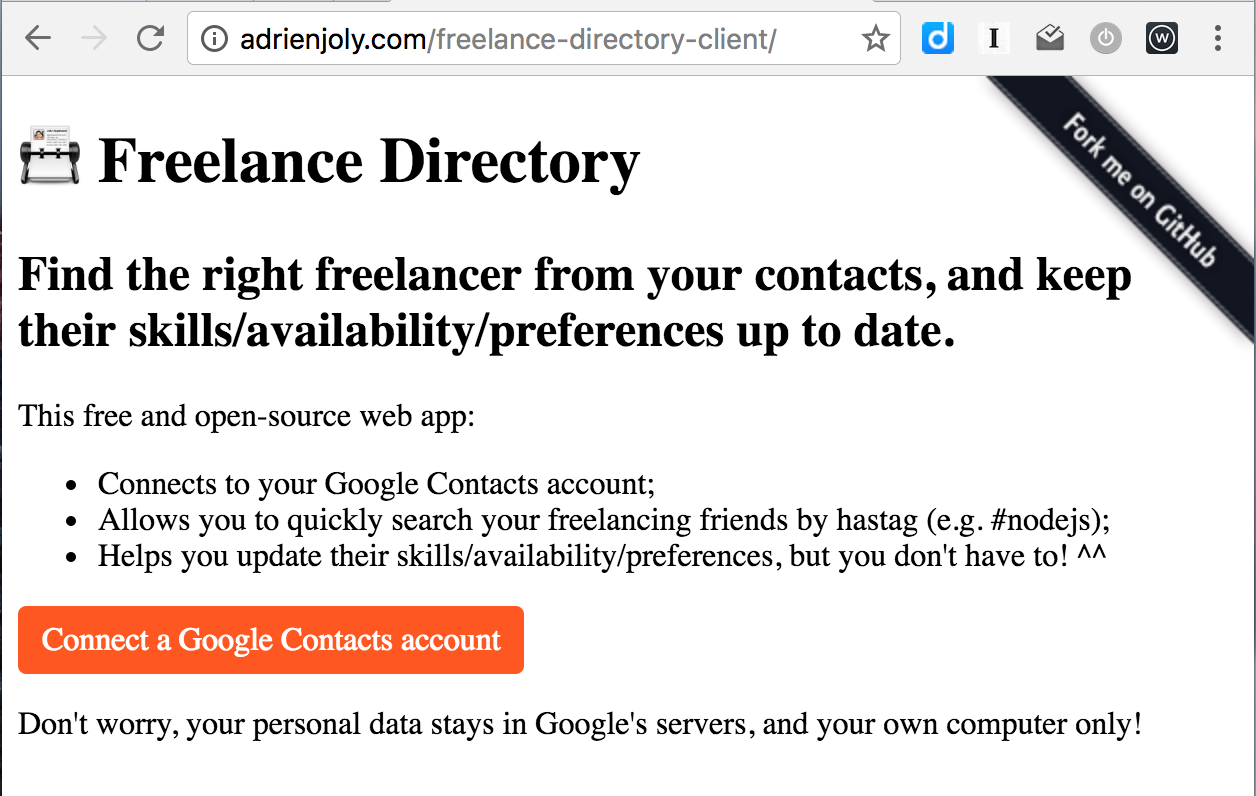 adrienjoly.com/freelance-directory-client/
Freelance Directory
Fork me on GitHub
Find the right freelancer from your contacts, and keep
their skills/availability/preferences up to date.
This free and open-source web app:
• Connects to your Google Contacts account;
• Allows you to quickly search your freelancing friends by hastag (e.g. #nodejs);
• Helps you update their skills/availability/preferences, but you don't have to! ^^
Connect a Google Contacts account
Don't worry, your personal data stays in Google's servers, and your own computer only!